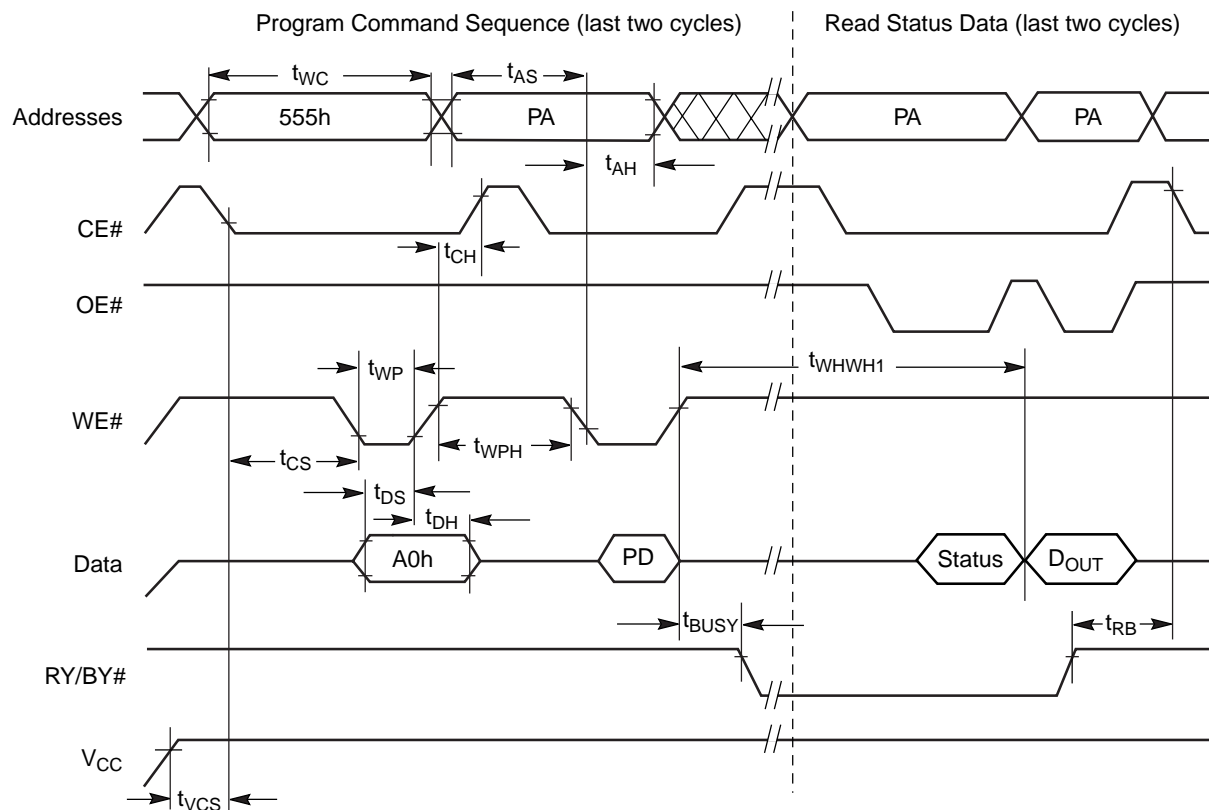 Program Command Sequence (last two cycles)
Read Status Data (last two cycles)
tWC
tAS
Addresses
555h
PA
PA
PA
tAH
CE#
tCH
OE#
tWP
tWHWH1
WE#
tWPH
tCS
tDS
tDH
Data
A0h
PD
Status
DOUT
tBUSY
tRB
RY/BY#
VCC
tVCS